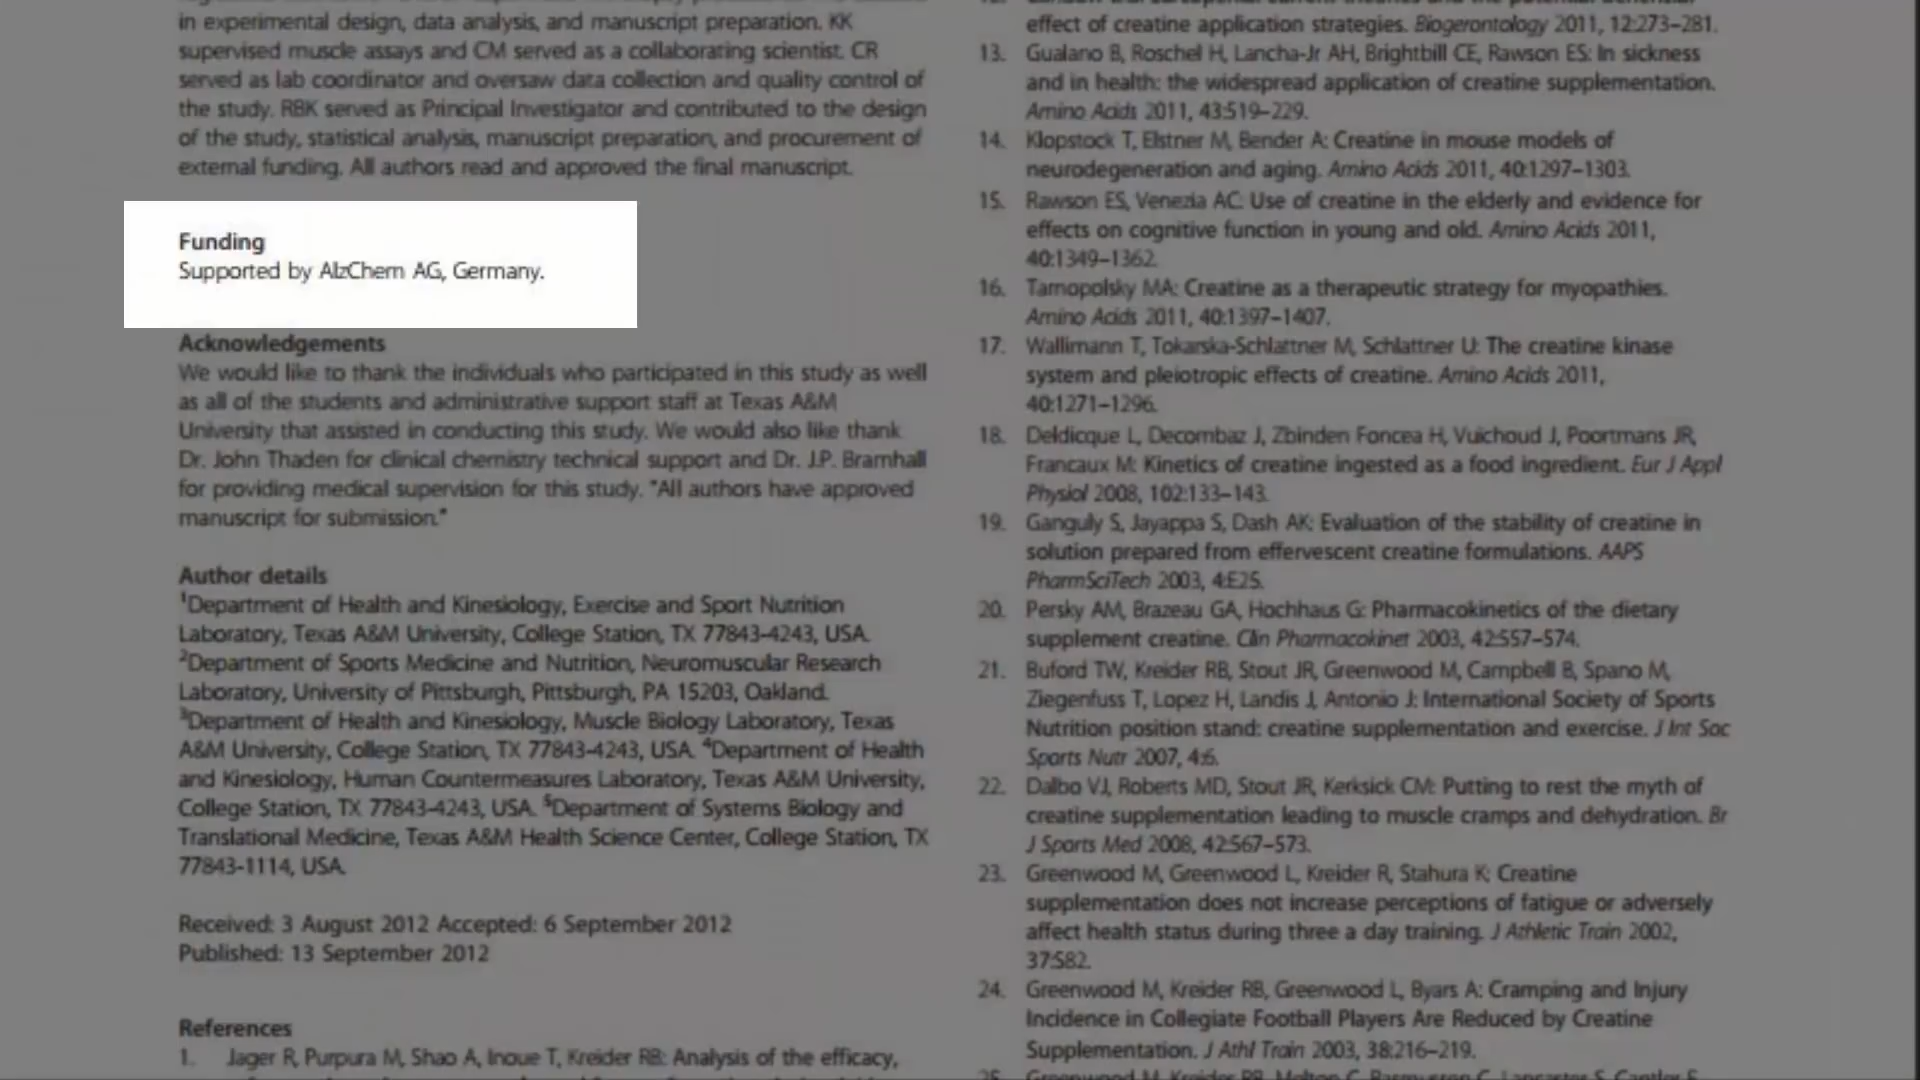 in experimental design, data analysis, and manuscript preparation. KK
supervised muscle assays and CM served as a collaborating scientist. CR
served as lab coordinator and oversaw data collection and quality control of
the study. RBK served as Principal Investigator and contributed to the design
of the study, statistical analysis, manuscript preparation, and procurement of
external funding. All authors read and approved the final manuscript.
Funding
Supported by AlzChem AG, Germany.
Acknowledgements
We would like to thank the individuals who participated in this study as well
as all of the students and administrative support staff at Texas A&M
University that assisted in conducting this study. We would also like thank
Dr. John Thaden for clinical chemistry technical support and Dr. J.P. Bramhall
for providing medical supervision for this study. "All authors have approved
manuscript for submission."
Author details
¹Department of Health and Kinesiology, Exercise and Sport Nutrition
Laboratory, Texas A&M University, College Station, TX 77843-4243, USA.
²Department of Sports Medicine and Nutrition, Neuromuscular Research
Laboratory, University of Pittsburgh, Pittsburgh, PA 15203, Oakland.
³Department of Health and Kinesiology, Muscle Biology Laboratory, Texas
A&M University, College Station, TX 77843-4243, USA. ⁴Department of Health
and Kinesiology, Human Countermeasures Laboratory, Texas A&M University,
College Station, TX 77843-4243, USA. ⁵Department of Systems Biology and
Translational Medicine, Texas A&M Health Science Center, College Station, TX
77843-1114, USA.
Received: 3 August 2012 Accepted: 6 September 2012
Published: 13 September 2012
References
1. Jager R, Purpura M, Shao A, Inoue T, Kreider RB: Analysis of the efficacy,
effect of creatine application strategies. Biogerontology 2011, 12:273–281.
13. Gualano B, Roschel H, Lancha-Jr AH, Brightbill CE, Rawson ES: In sickness
and in health: the widespread application of creatine supplementation.
Amino Acids 2011, 43:519–229.
14. Klopstock T, Elstner M, Bender A: Creatine in mouse models of
neurodegeneration and aging. Amino Acids 2011, 40:1297–1303.
15. Rawson ES, Venezia AC: Use of creatine in the elderly and evidence for
effects on cognitive function in young and old. Amino Acids 2011,
40:1349–1362.
16. Tarnopolsky MA: Creatine as a therapeutic strategy for myopathies.
Amino Acids 2011, 40:1397–1407.
17. Wallimann T, Tokarska-Schlattner M, Schlattner U: The creatine kinase
system and pleiotropic effects of creatine. Amino Acids 2011,
40:1271–1296.
18. Deldicque L, Decombaz J, Zbinden Foncea H, Vuichoud J, Poortmans JR,
Francaux M: Kinetics of creatine ingested as a food ingredient. Eur J Appl
Physiol 2008, 102:133–143.
19. Ganguly S, Jayappa S, Dash AK: Evaluation of the stability of creatine in
solution prepared from effervescent creatine formulations. AAPS
PharmSciTech 2003, 4:E25.
20. Persky AM, Brazeau GA, Hochhaus G: Pharmacokinetics of the dietary
supplement creatine. Clin Pharmacokinet 2003, 42:557–574.
21. Buford TW, Kreider RB, Stout JR, Greenwood M, Campbell B, Spano M,
Ziegenfuss T, Lopez H, Landis J, Antonio J: International Society of Sports
Nutrition position stand: creatine supplementation and exercise. J Int Soc
Sports Nutr 2007, 4:6.
22. Dalbo VJ, Roberts MD, Stout JR, Kerksick CM: Putting to rest the myth of
creatine supplementation leading to muscle cramps and dehydration. Br
J Sports Med 2008, 42:567–573.
23. Greenwood M, Greenwood L, Kreider R, Stahura K: Creatine
supplementation does not increase perceptions of fatigue or adversely
affect health status during three a day training. J Athletic Train 2002,
37:S82.
24. Greenwood M, Kreider RB, Greenwood L, Byars A: Cramping and Injury
Incidence in Collegiate Football Players Are Reduced by Creatine
Supplementation. J Athl Train 2003, 38:216–219.